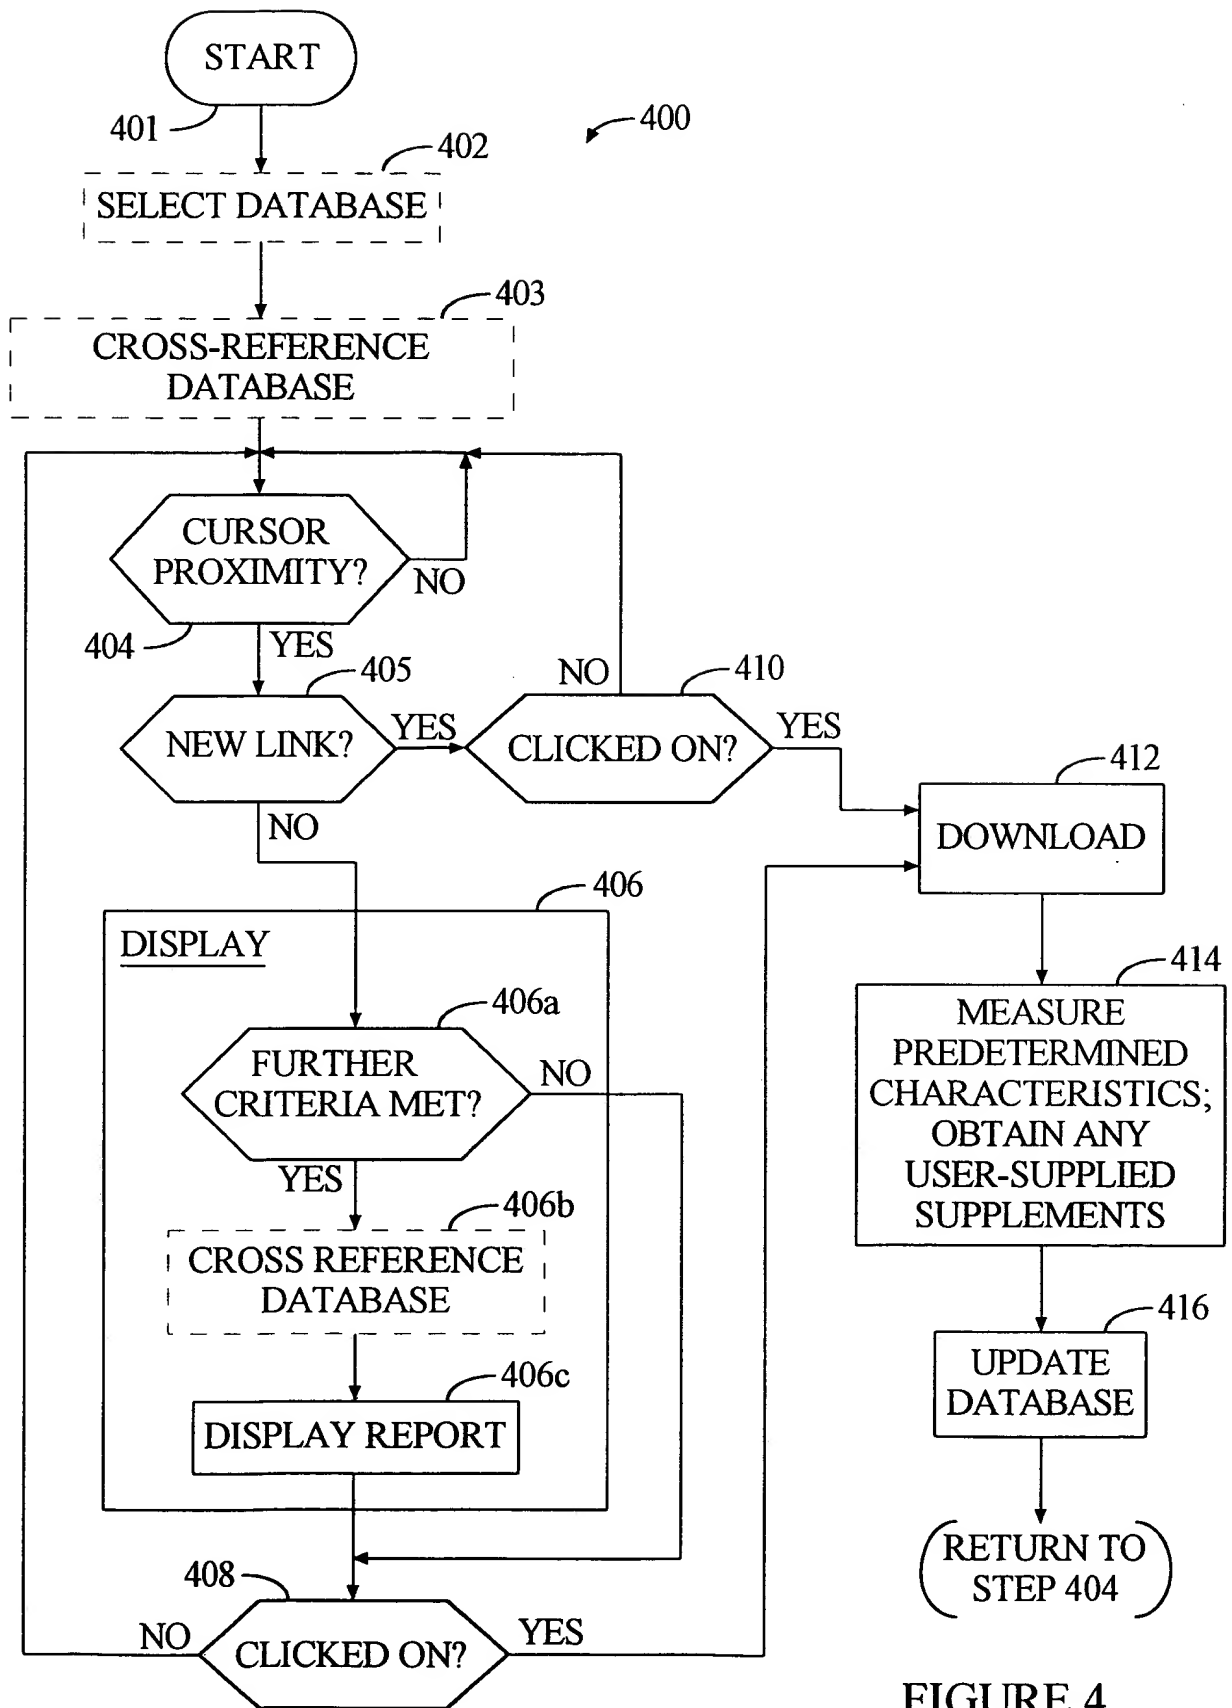 START
401
400
402
SELECT DATABASE
403
CROSS-REFERENCE
DATABASE
CURSOR
PROXIMITY?
NO
404
YES
405
NEW LINK?
YES
NO
410
CLICKED ON?
YES
NO
412
DOWNLOAD
406
DISPLAY
406a
FURTHER
CRITERIA MET?
NO
YES
406b
CROSS REFERENCE
DATABASE
406c
DISPLAY REPORT
408
NO
CLICKED ON?
YES
414
MEASURE
PREDETERMINED
CHARACTERISTICS;
OBTAIN ANY
USER-SUPPLIED
SUPPLEMENTS
416
UPDATE
DATABASE
(RETURN TO
STEP 404)
FIGURE 4